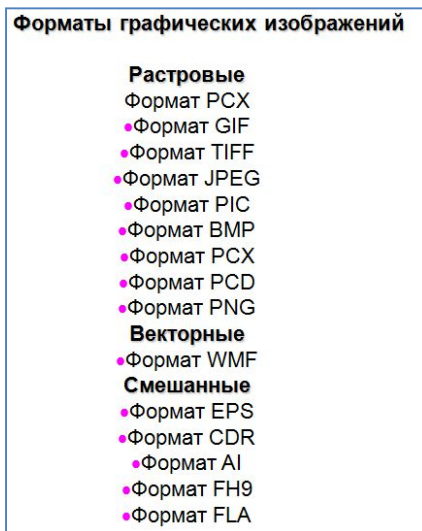 Форматы графических изображений
Растровые
Формат PCX
•Формат GIF
•Формат TIFF
•Формат JPEG
•Формат PIC
•Формат BMP
•Формат PCX
•Формат PCD
•Формат PNG
Векторные
•Формат WMF
Смешанные
•Формат EPS
•Формат CDR
•Формат AI
•Формат FH9
•Формат FLA